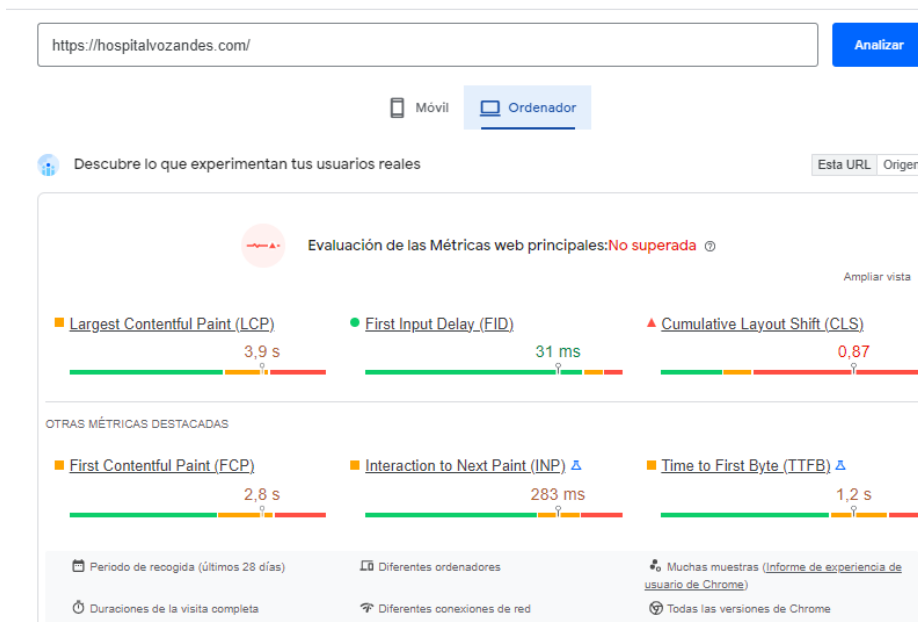 https://hospitalvozandes.com/
Analizar
Móvil
Ordenador
Descubre lo que experimentan tus usuarios reales
Esta URL
Origen
Evaluación de las Métricas web principales:No superada
Ampliar vista
Largest Contentful Paint (LCP)
3,9 s
First Input Delay (FID)
31 ms
Cumulative Layout Shift (CLS)
0,87
OTRAS MÉTRICAS DESTACADAS
First Contentful Paint (FCP)
2,8 s
Interaction to Next Paint (INP)
283 ms
Time to First Byte (TTFB)
1,2 s
Periodo de recogida (últimos 28 días)
Diferentes ordenadores
Muchas muestras (Informe de experiencia de
usuario de Chrome)
Duraciones de la visita completa
Diferentes conexiones de red
Todas las versiones de Chrome